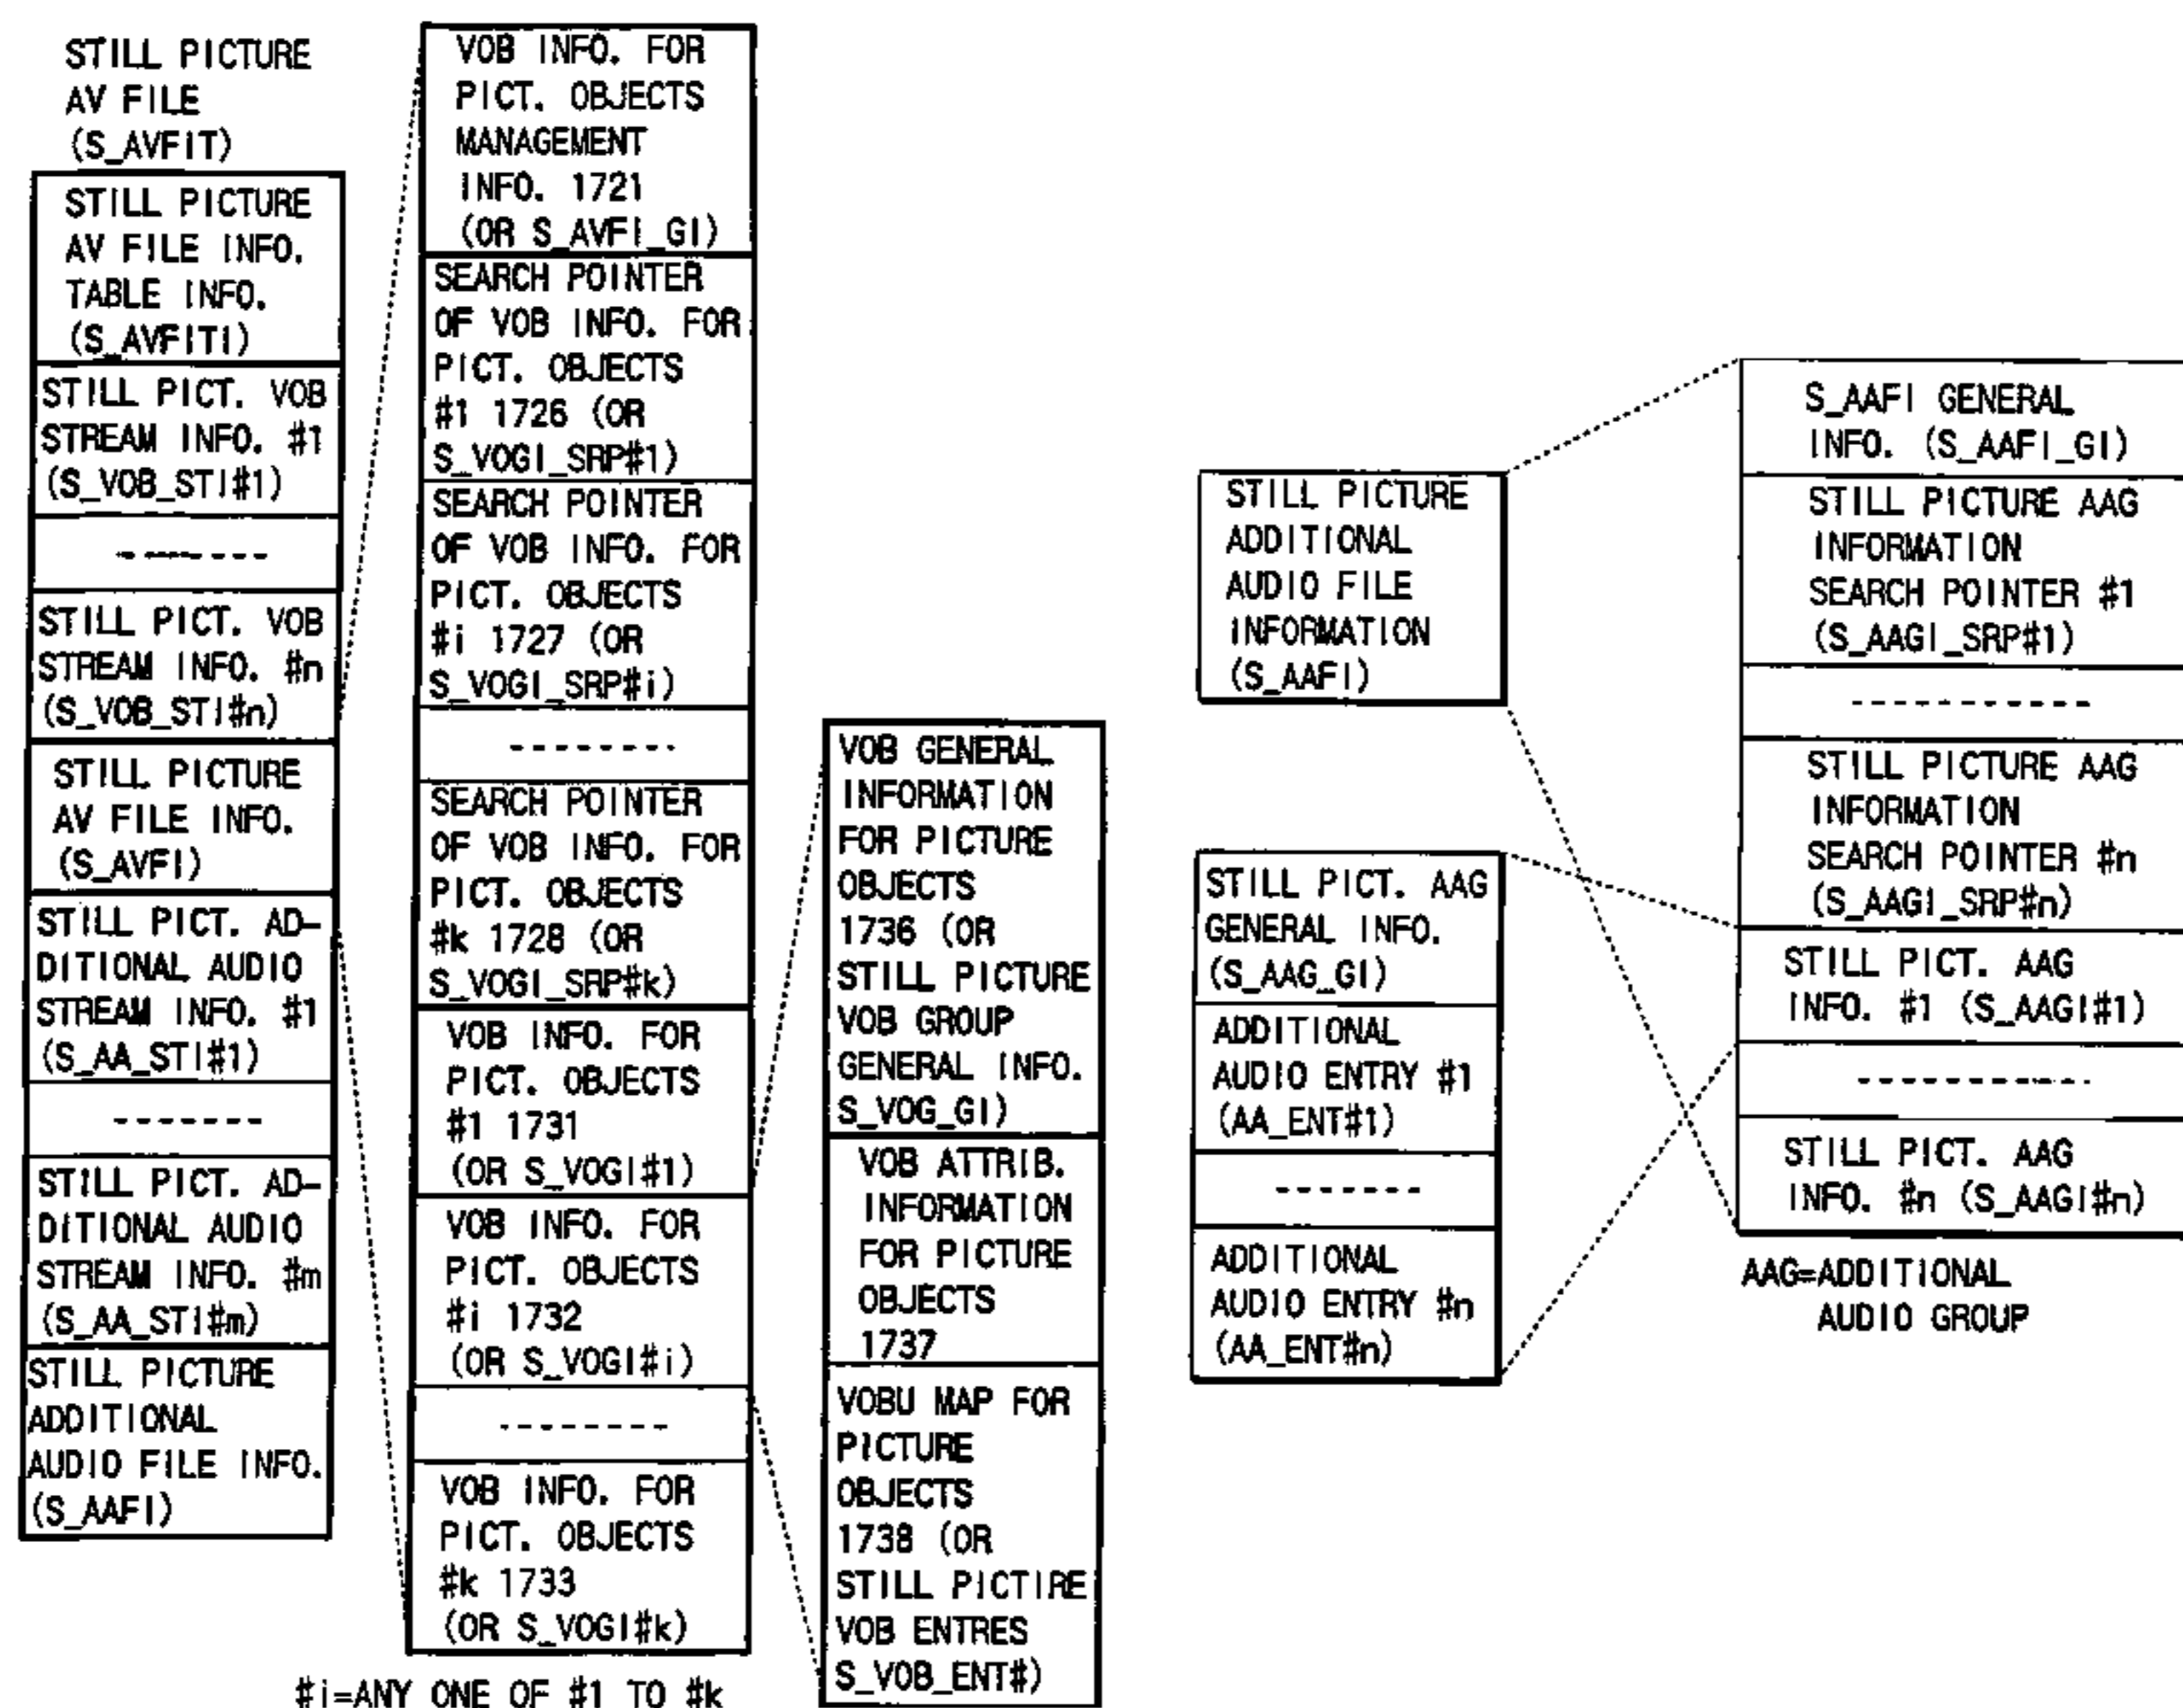 STILL PICTURE
AV FILE
(S_AVFIT)
STILL PICTURE
AV FILE INFO.
TABLE INFO.
(S_AVFITI)
STILL PICT. VOB
STREAM INFO. #1
(S_VOB_STI#1)
STILL PICT. VOB
STREAM INFO. #n
(S_VOB_STI#n)
STILL PICTURE
AV FILE INFO.
(S_AVFI)
STILL PICT. AD-
DITIONAL AUDIO
STREAM INFO. #1
(S_AA_STI#1)
STILL PICT. AD-
DITIONAL AUDIO
STREAM INFO. #m
(S_AA_STI#m)
STILL PICTURE
ADDITIONAL
AUDIO FILE INFO.
(S_AAFI)
VOB INFO. FOR
PICT. OBJECTS
MANAGEMENT
INFO. 1721
(OR S_AVFI_GI)
SEARCH POINTER
OF VOB INFO. FOR
PICT. OBJECTS
#1 1726 (OR
S_VOGI_SRP#1)
SEARCH POINTER
OF VOB INFO. FOR
PICT. OBJECTS
#i 1727 (OR
S_VOGI_SRP#i)
SEARCH POINTER
OF VOB INFO. FOR
PICT. OBJECTS
#k 1728 (OR
S_VOGI_SRP#k)
VOB INFO. FOR
PICT. OBJECTS
#1 1731
(OR S_VOGI#1)
VOB INFO. FOR
PICT. OBJECTS
#i 1732
(OR S_VOGI#i)
VOB INFO. FOR
PICT. OBJECTS
#k 1733
(OR S_VOGI#k)
#i=ANY ONE OF #1 TO #k
VOB GENERAL
INFORMATION
FOR PICTURE
OBJECTS
1736 (OR
STILL PICTURE
VOB GROUP
GENERAL INFO.
S_VOG_GI)
VOB ATTRIB.
INFORMATION
FOR PICTURE
OBJECTS
1737
VOBU MAP FOR
PICTURE
OBJECTS
1738 (OR
STILL PICTIRE
VOB ENTRES
S_VOB_ENT#)
STILL PICTURE
ADDITIONAL
AUDIO FILE
INFORMATION
(S_AAFI)
STILL PICT. AAG
GENERAL INFO.
(S_AAG_GI)
ADDITIONAL
AUDIO ENTRY #1
(AA_ENT#1)
ADDITIONAL
AUDIO ENTRY #n
(AA_ENT#n)
S_AAFI GENERAL
INFO. (S_AAFI_GI)
STILL PICTURE AAG
INFORMATION
SEARCH POINTER #1
(S_AAGI_SRP#1)
STILL PICTURE AAG
INFORMATION
SEARCH POINTER #n
(S_AAGI_SRP#n)
STILL PICT. AAG
INFO. #1 (S_AAGI#1)
STILL PICT. AAG
INFO. #n (S_AAGI#n)
AAG=ADDITIONAL
AUDIO GROUP